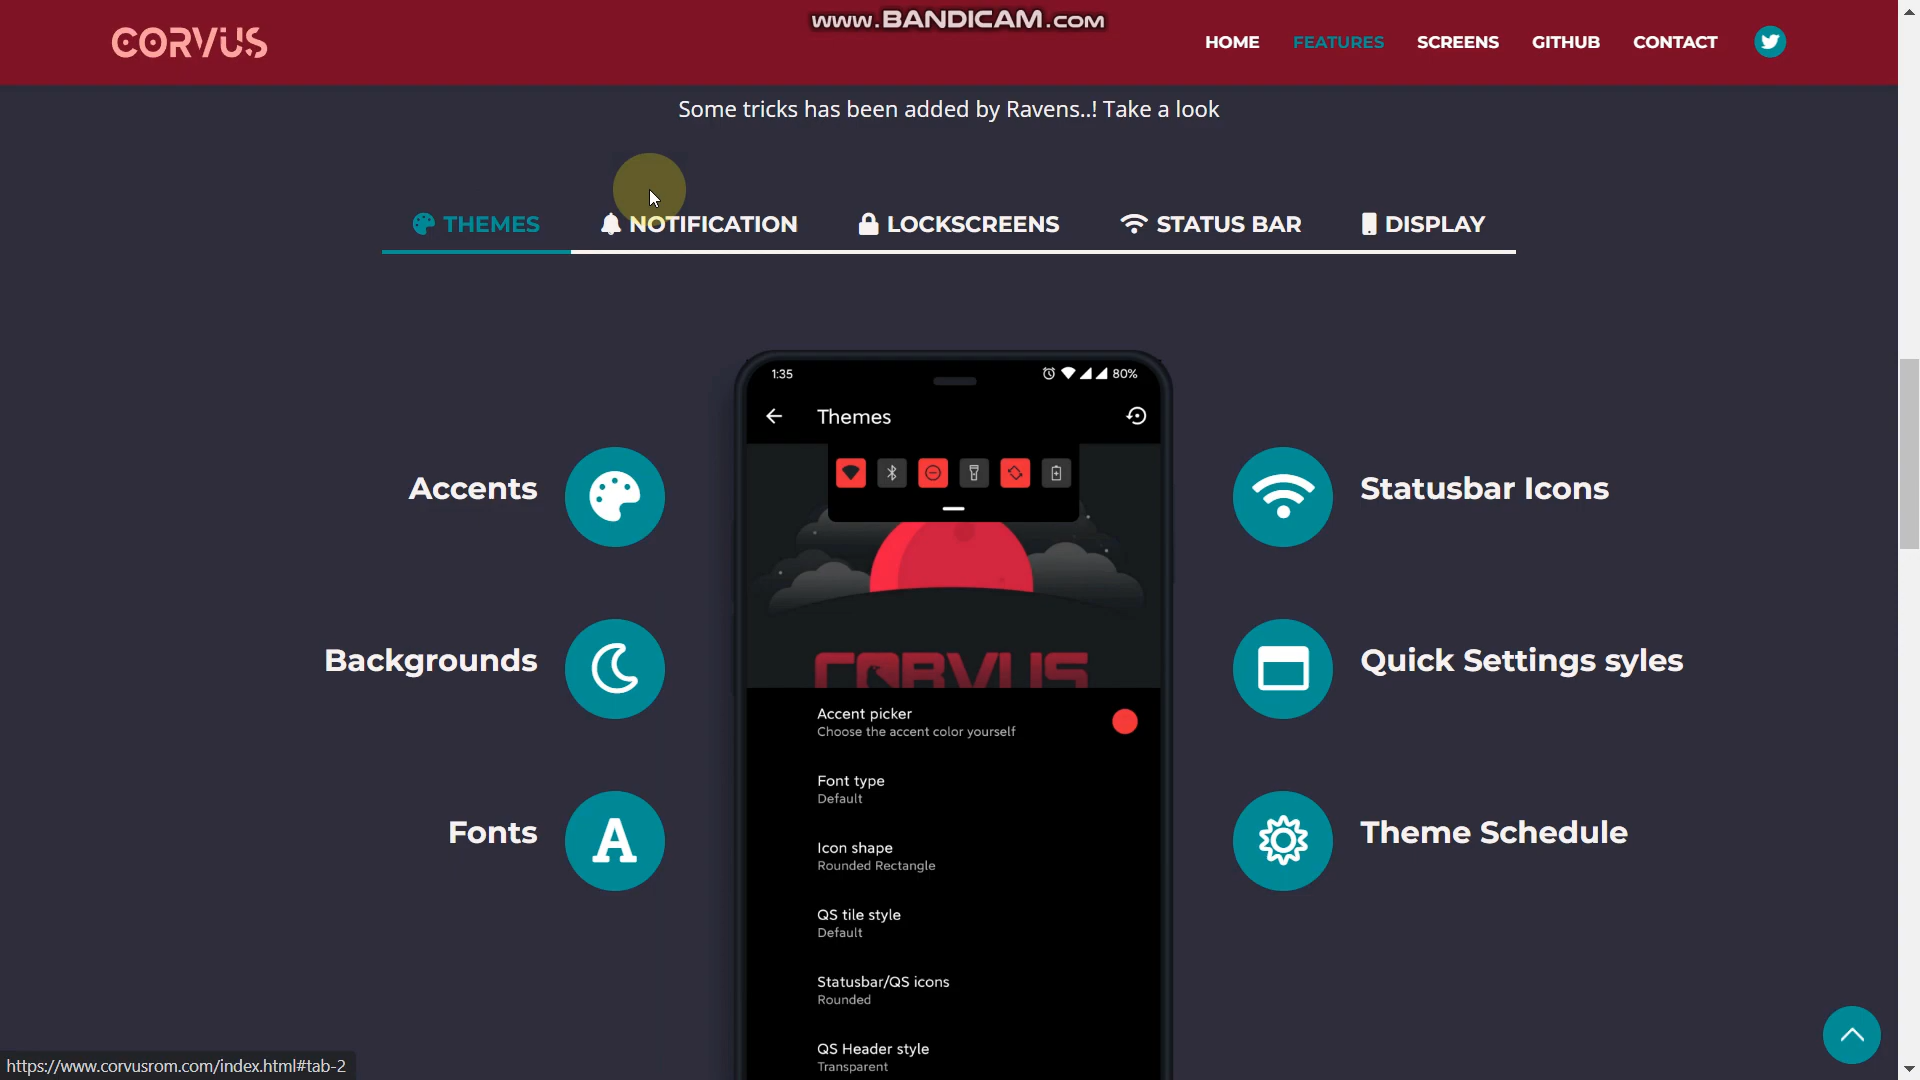 www.BANDICAM.com
CORVUS
HOME FEATURES SCREENS GITHUB CONTACT
Some tricks has been added by Ravens..! Take a look
THEMES NOTIFICATION LOCKSCREENS STATUS BAR DISPLAY
1:35 80%
Themes
Accents
Backgrounds
Fonts
CORVUS
Accent picker
Choose the accent color yourself
Font type
Default
Icon shape
Rounded Rectangle
QS tile style
Default
Statusbar/QS icons
Rounded
QS Header style
Transparent
Statusbar Icons
Quick Settings syles
Theme Schedule
https://www.corvusrom.com/index.html#tab-2